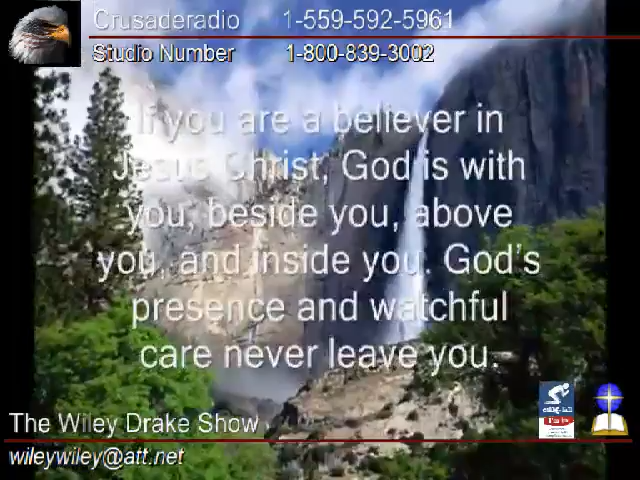 Crusaderadio 1-559-592-5961
Studio Number 1-800-839-3002
If you are a believer in
Jesus Christ, God is with
you, beside you, above
you, and inside you. God's
presence and watchful
care never leave you.
The Wiley Drake Show
wileywiley@att.net